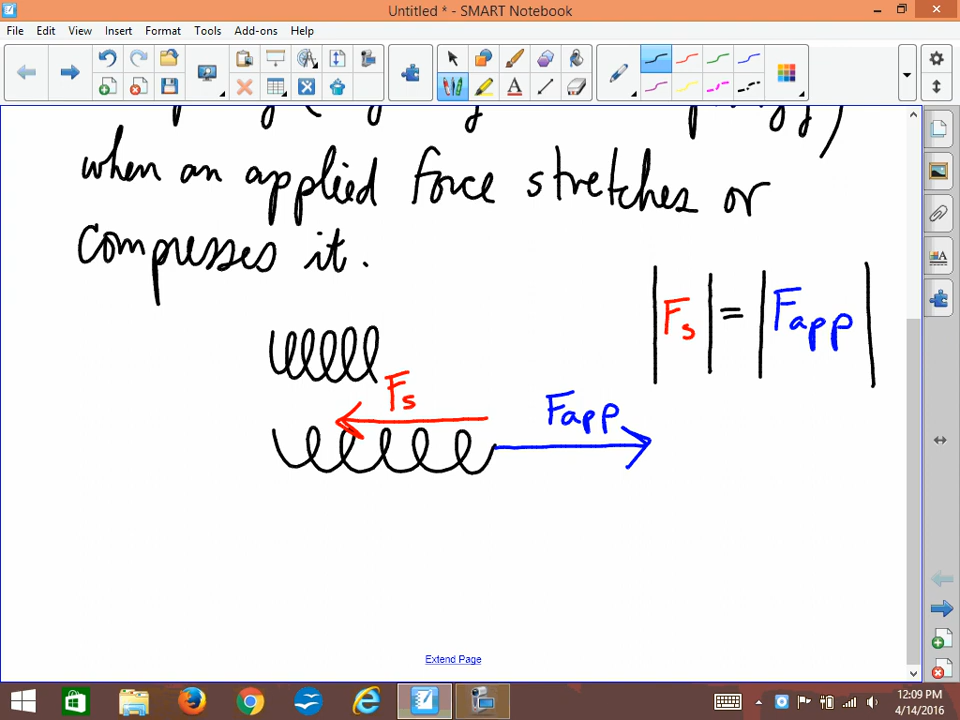 Untitled * - SMART Notebook
File Edit View Insert Format Tools Add-ons Help
when an applied force stretches or
compresses it.
|Fs| = |Fapp|
Fs
Fapp
Extend Page
12:09 PM
4/14/2016